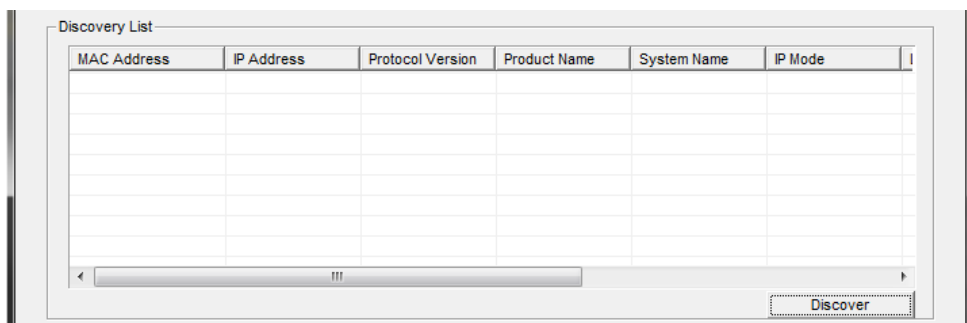 Discovery List
MAC Address IP Address Protocol Version Product Name System Name IP Mode
Discover